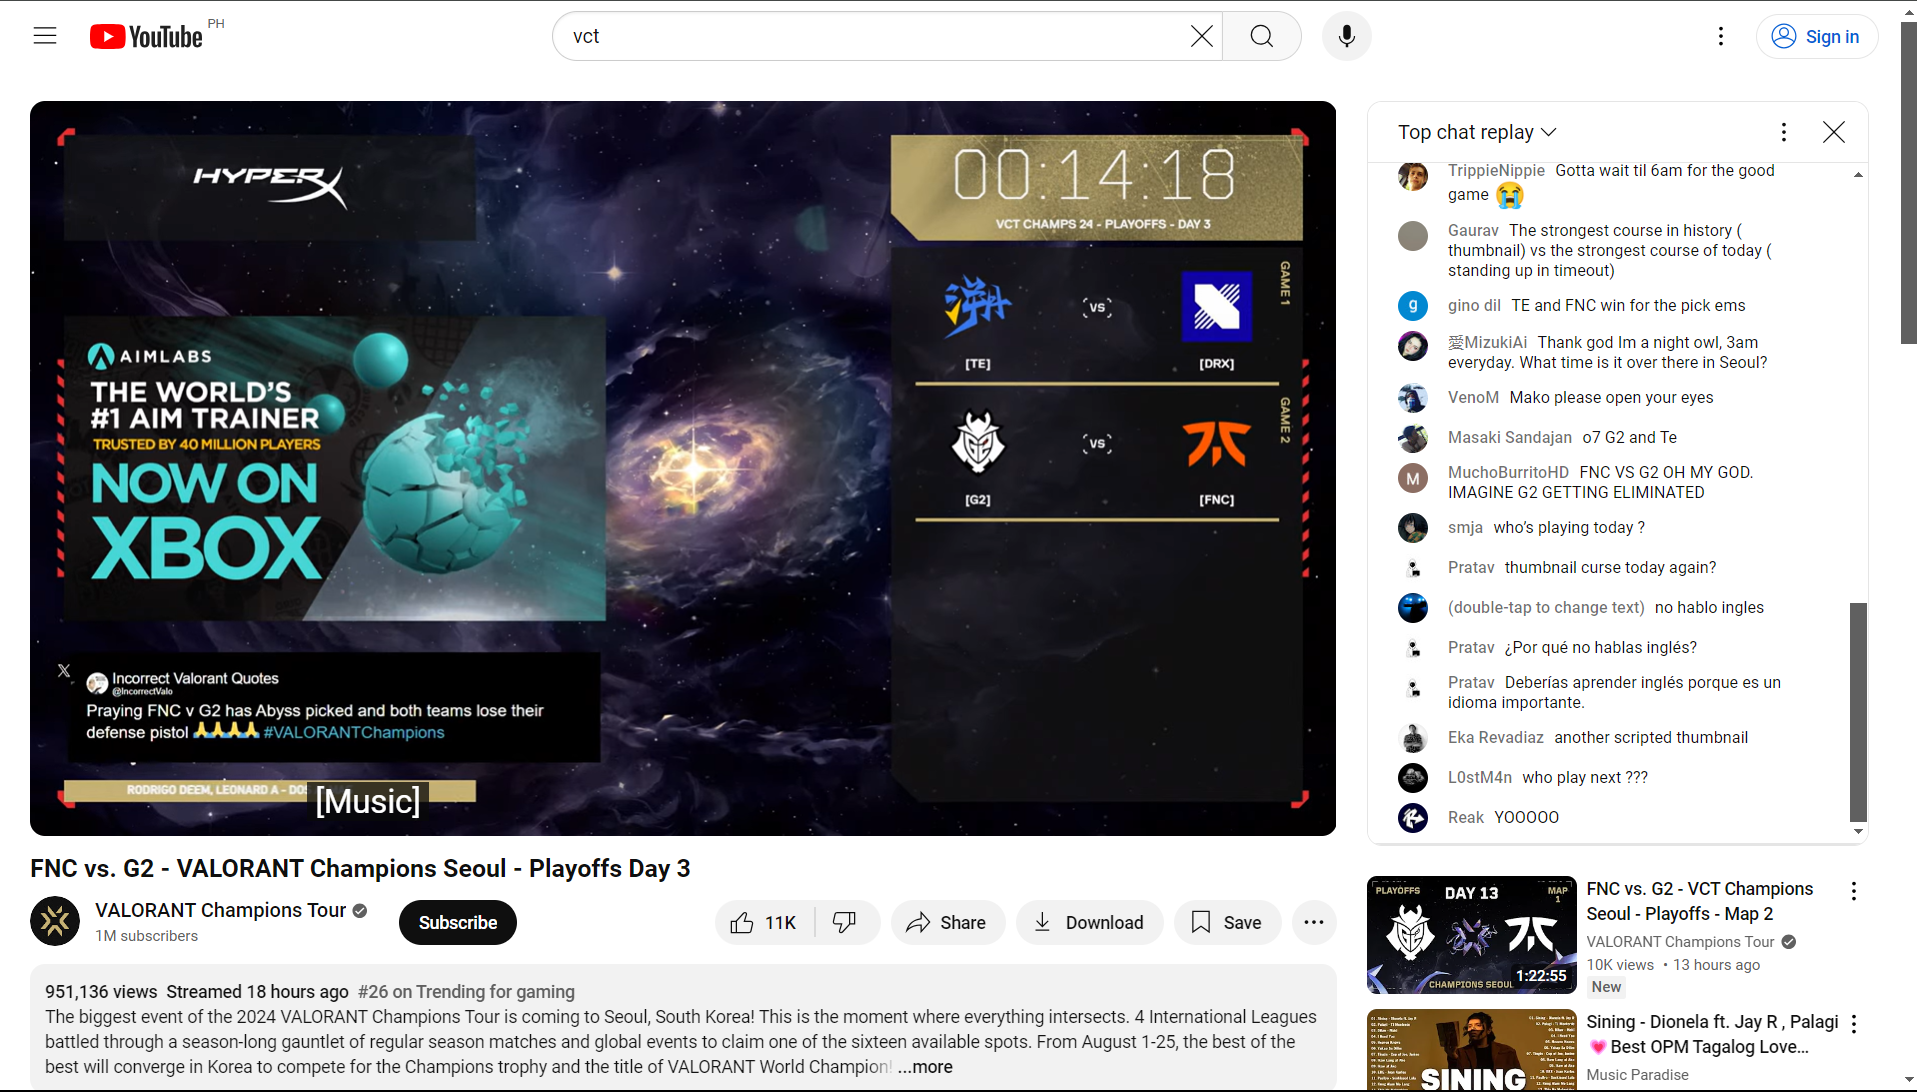 YouTube
PH
vct
Sign in
HYPERX
00:14:18
VCT CHAMPS 24 - PLAYOFFS - DAY 3
GAME 1
[TE]
VS
[DRX]
GAME 2
[G2]
VS
[FNC]
AIMLABS
THE WORLD'S
#1 AIM TRAINER
TRUSTED BY 40 MILLION PLAYERS
NOW ON
XBOX
Incorrect Valorant Quotes
@IncorrectValo
Praying FNC v G2 has Abyss picked and both teams lose their
defense pistol 🙏🙏🙏🙏 #VALORANTChampions
RODRIGO DEEM, LEONARD A - DOS
[Music]
Top chat replay
TrippieNippie Gotta wait til 6am for the good
game 😭
Gaurav The strongest course in history (
thumbnail) vs the strongest course of today (
standing up in timeout)
g
gino dil TE and FNC win for the pick ems
愛MizukiAi Thank god Im a night owl, 3am
everyday. What time is it over there in Seoul?
VenoM Mako please open your eyes
Masaki Sandajan o7 G2 and Te
M
MuchoBurritoHD FNC VS G2 OH MY GOD.
IMAGINE G2 GETTING ELIMINATED
smja who's playing today ?
Pratav thumbnail curse today again?
(double-tap to change text) no hablo ingles
Pratav ¿Por qué no hablas inglés?
Pratav Deberías aprender inglés porque es un
idioma importante.
Eka Revadiaz another scripted thumbnail
L0stM4n who play next ???
Reak YOOOOO
FNC vs. G2 - VALORANT Champions Seoul - Playoffs Day 3
VALORANT Champions Tour
1M subscribers
Subscribe
11K
Share
Download
Save
951,136 views Streamed 18 hours ago #26 on Trending for gaming
The biggest event of the 2024 VALORANT Champions Tour is coming to Seoul, South Korea! This is the moment where everything intersects. 4 International Leagues
battled through a season-long gauntlet of regular season matches and global events to claim one of the sixteen available spots. From August 1-25, the best of the
best will converge in Korea to compete for the Champions trophy and the title of VALORANT World Champion! ...more
PLAYOFFS
DAY 13
MAP
1
CHAMPIONS SEOUL
1:22:55
FNC vs. G2 - VCT Champions
Seoul - Playoffs - Map 2
VALORANT Champions Tour
10K views • 13 hours ago
New
SINING
Sining - Dionela ft. Jay R , Palagi
💗Best OPM Tagalog Love...
Music Paradise